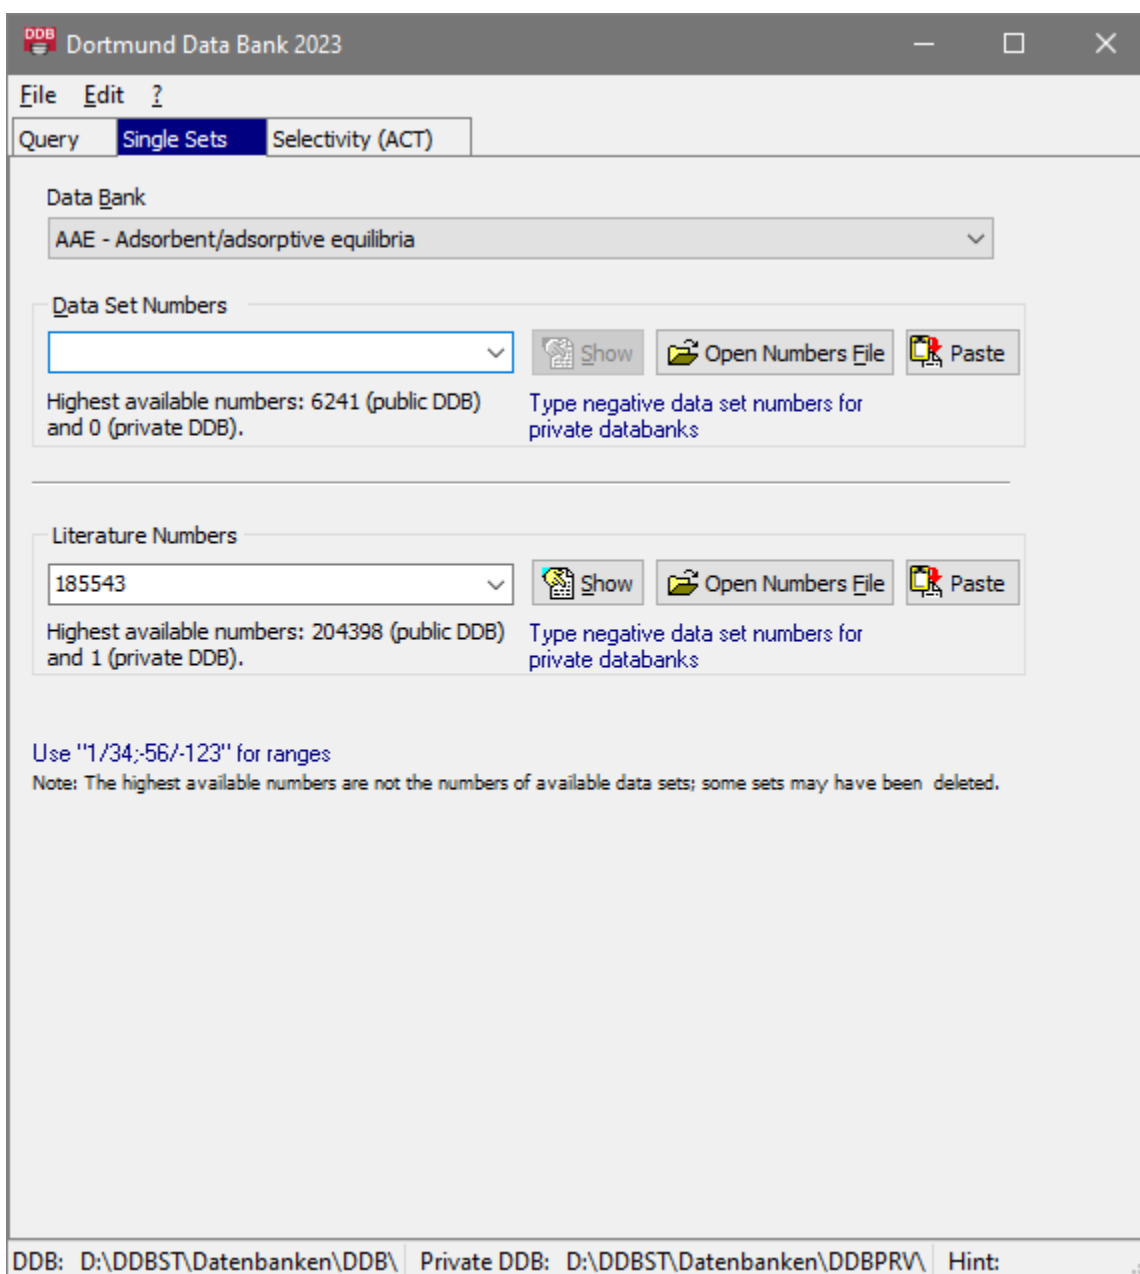 DDB Dortmund Data Bank 2023
File Edit ?
Query Single Sets Selectivity (ACT)
Data Bank
AAE - Adsorbent/adsorptive equilibria
Data Set Numbers
Show Open Numbers File Paste
Highest available numbers: 6241 (public DDB)
and 0 (private DDB).
Type negative data set numbers for
private databanks
Literature Numbers
185543 Show Open Numbers File Paste
Highest available numbers: 204398 (public DDB)
and 1 (private DDB).
Type negative data set numbers for
private databanks
Use "1/34;-56/-123" for ranges
Note: The highest available numbers are not the numbers of available data sets; some sets may have been deleted.
DDB: D:\DDBST\Datenbanken\DDB\ Private DDB: D:\DDBST\Datenbanken\DDBPRV\ Hint: